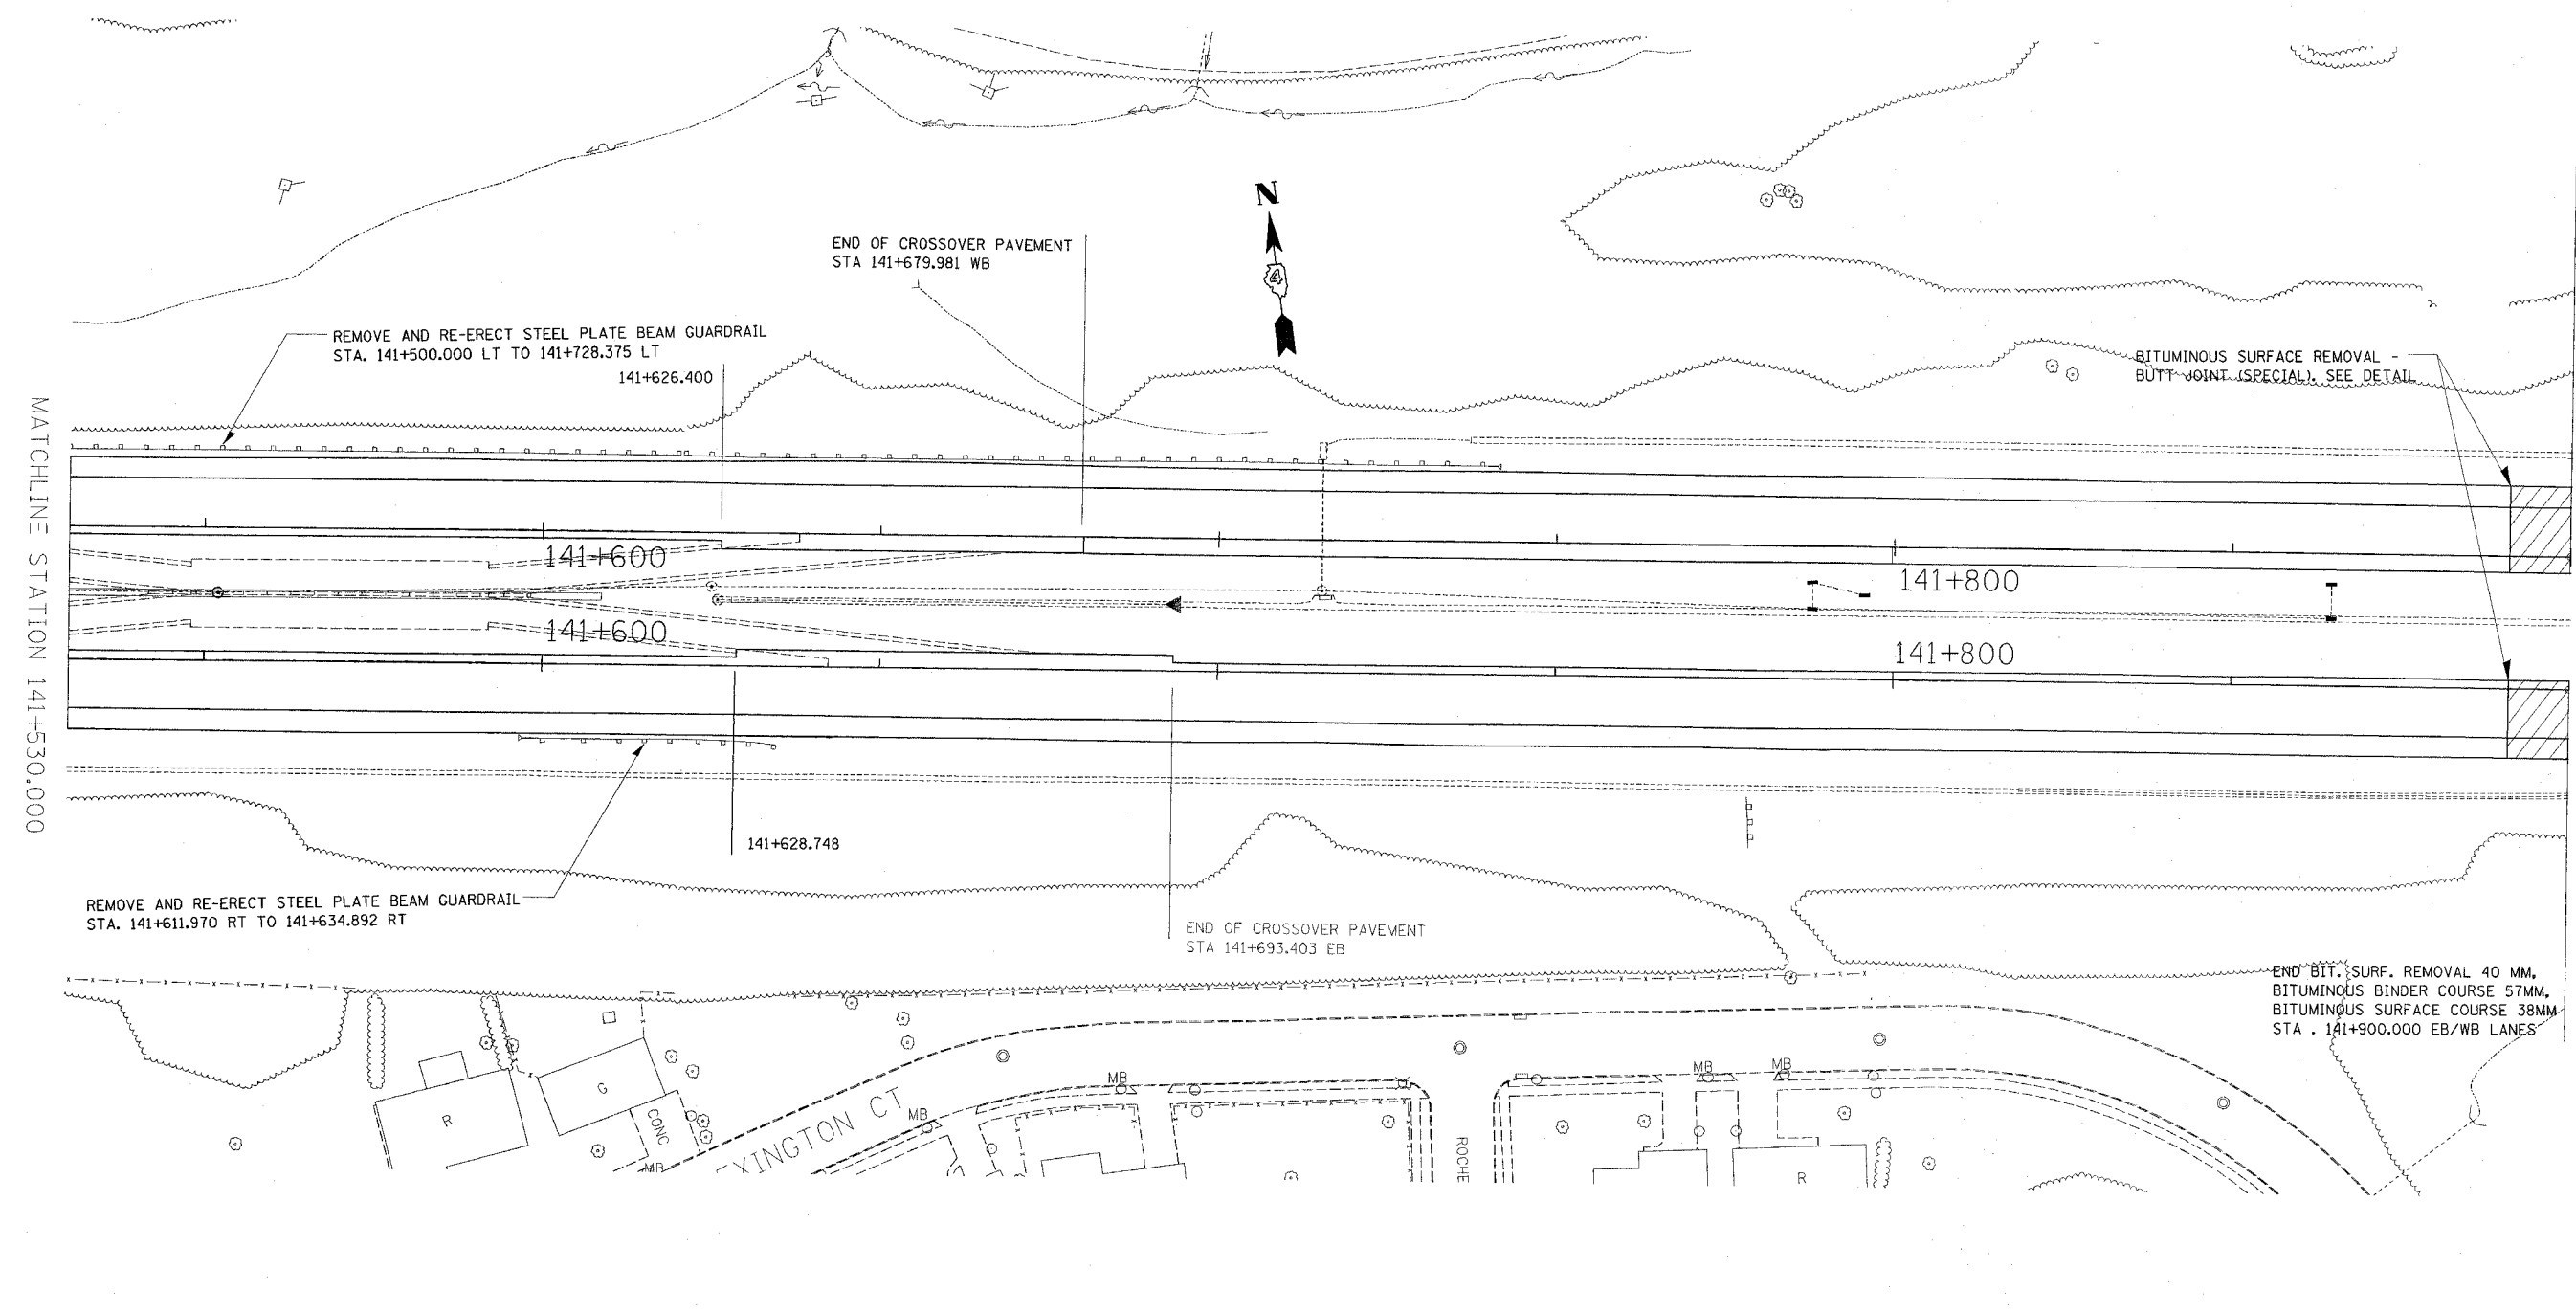 N
4
END OF CROSSOVER PAVEMENT
STA 141+679.981 WB
REMOVE AND RE-ERECT STEEL PLATE BEAM GUARDRAIL
STA. 141+500.000 LT TO 141+728.375 LT
141+626.400
BITUMINOUS SURFACE REMOVAL -
BUTT JOINT (SPECIAL). SEE DETAIL
MATCHLINE STATION 141+530.000
141+600
141+800
141+600
141+800
141+628.748
REMOVE AND RE-ERECT STEEL PLATE BEAM GUARDRAIL
STA. 141+611.970 RT TO 141+634.892 RT
END OF CROSSOVER PAVEMENT
STA 141+693.403 EB
END BIT. SURF. REMOVAL 40 MM,
BITUMINOUS BINDER COURSE 57MM,
BITUMINOUS SURFACE COURSE 38MM
STA . 141+900.000 EB/WB LANES
MB
MB
MB
MB
MB
R
G
CONC
XINGTON CT
ROCHE
R